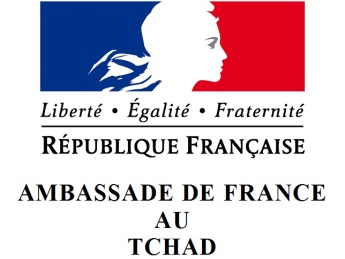 Liberté • Égalité • Fraternité
RÉPUBLIQUE FRANÇAISE
AMBASSADE DE FRANCE
AU
TCHAD